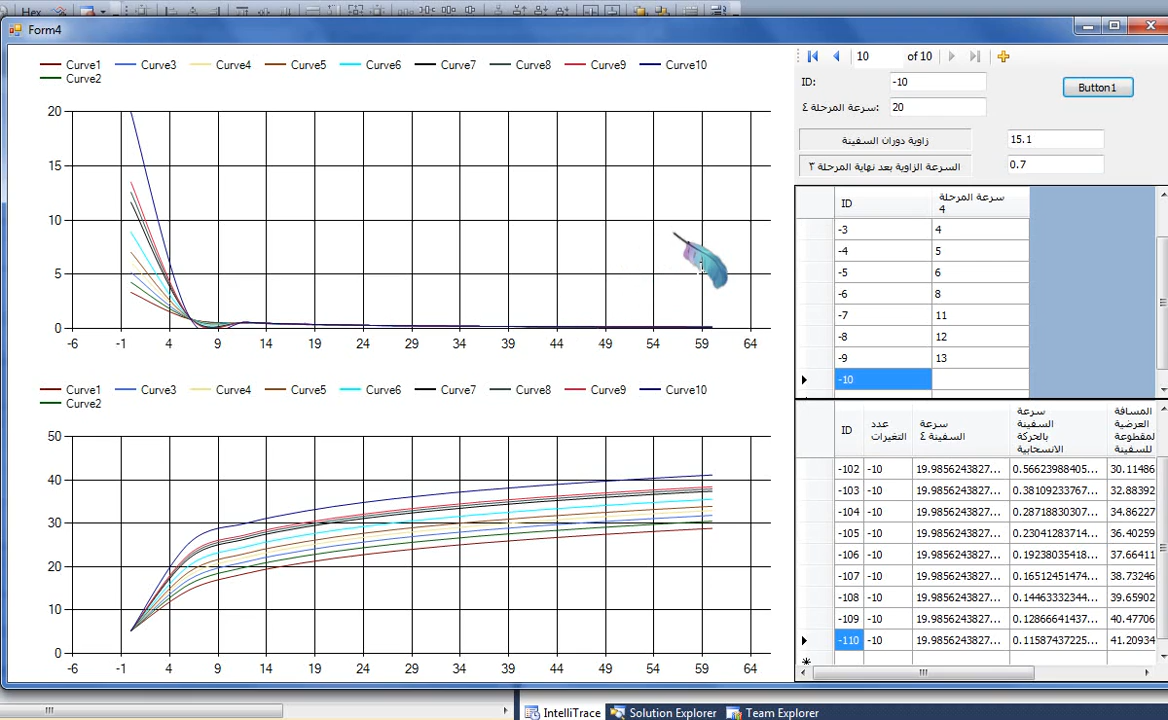 Hex
Form4
Curve1 Curve3 Curve4 Curve5 Curve6 Curve7 Curve8 Curve9 Curve10
Curve2
20
15
10
5
0
-6 -1 4 9 14 19 24 29 34 39 44 49 54 59 64
Curve1 Curve3 Curve4 Curve5 Curve6 Curve7 Curve8 Curve9 Curve10
Curve2
50
40
30
20
10
0
-6 -1 4 9 14 19 24 29 34 39 44 49 54 59 64
10 of 10
ID: -10
Button1
سرعة المرحلة ٤: 20
زاوية دوران السفينة 15.1
السرعة الزاوية بعد نهاية المرحلة ٣ 0.7
ID سرعة المرحلة
4
-3 4
-4 5
-5 6
-6 8
-7 11
-8 12
-9 13
-10
ID
عدد
التغيرات
سرعة
السفينة ٤
سرعة
السفينة
بالحركة
الانسحابية
المسافة
العرضية
لمقطوعة
للسفينة
-102 -10 19.9856243827... 0.56623988405... 30.11486
-103 -10 19.9856243827... 0.38109233767... 32.88392
-104 -10 19.9856243827... 0.28718830307... 34.86227
-105 -10 19.9856243827... 0.23041283714... 36.40259
-106 -10 19.9856243827... 0.19238035418... 37.66411
-107 -10 19.9856243827... 0.16512451474... 38.73246
-108 -10 19.9856243827... 0.14463332344... 39.65902
-109 -10 19.9856243827... 0.12866641437... 40.47706
-110 -10 19.9856243827... 0.11587437225... 41.20934
IntelliTrace Solution Explorer Team Explorer